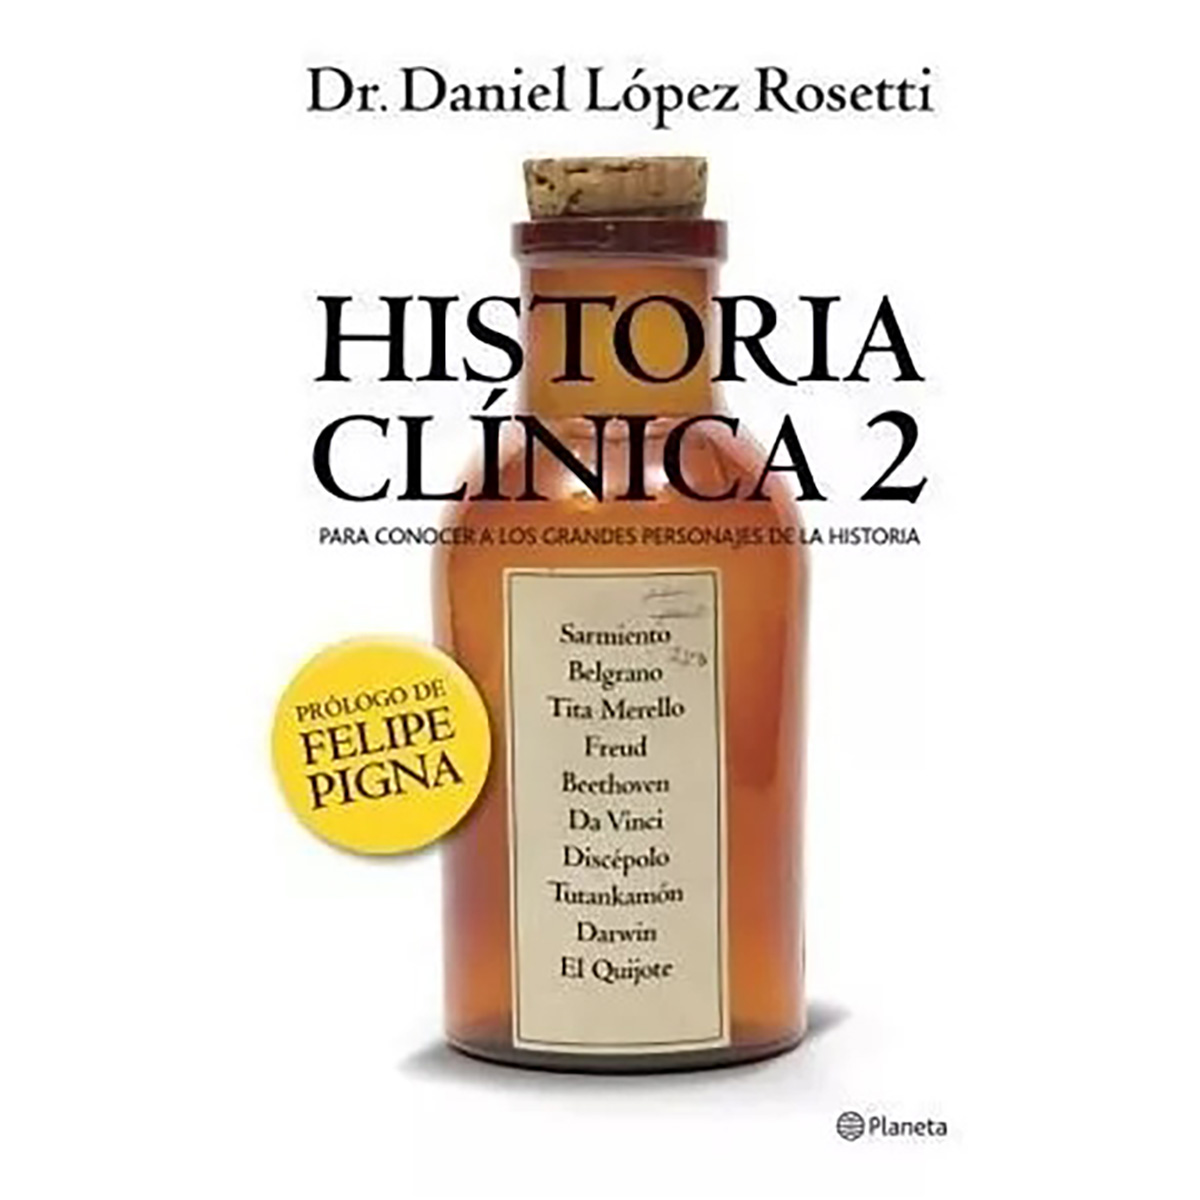 Dr. Daniel López Rosetti
HISTORIA
CLÍNICA 2
PARA CONOCER A LOS GRANDES PERSONAJES DE LA HISTORIA
Sarmiento
Belgrano
Tita Merello
Freud
Beethoven
Da Vinci
Discépolo
Tutankamón
Darwin
El Quijote
PRÓLOGO DE
FELIPE
PIGNA
Planeta